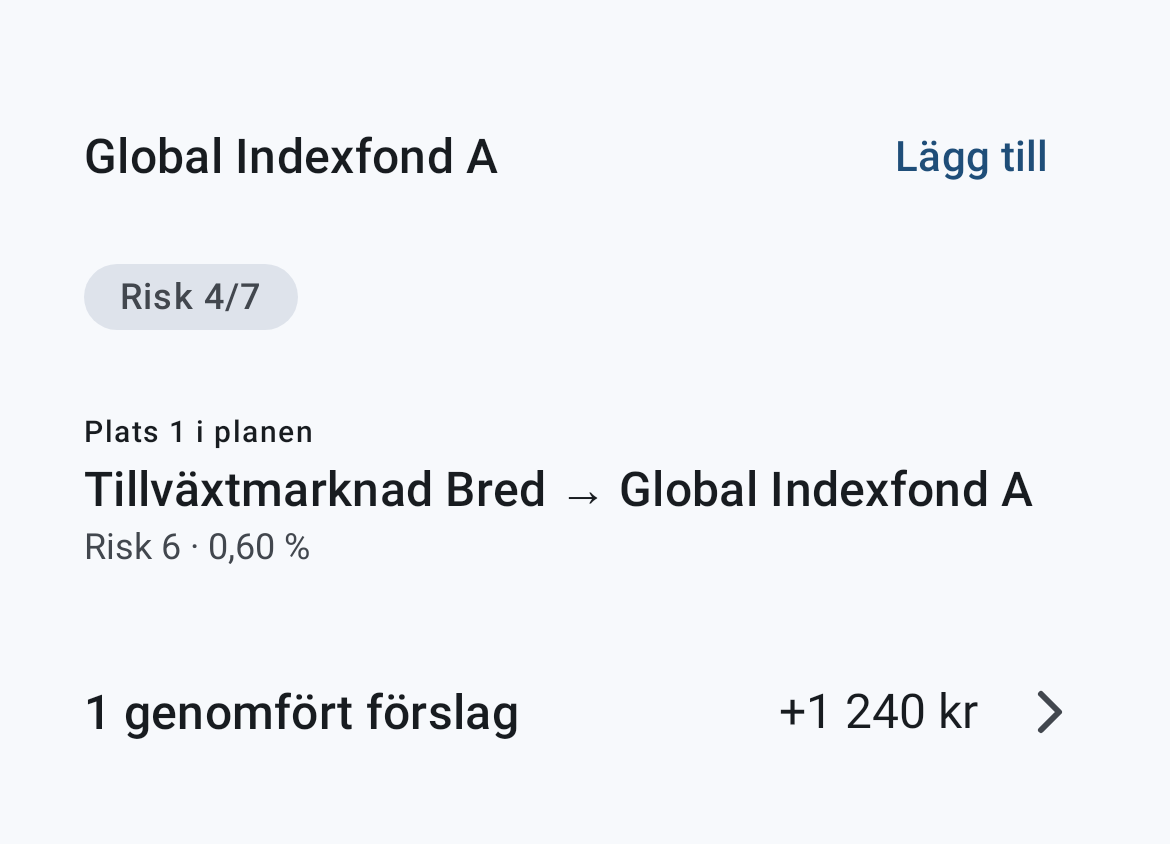 Global Indexfond A
Lägg till
Risk 4/7
Plats 1 i planen
Tillväxtmarknad Bred → Global Indexfond A
Risk 6 · 0,60 %
1 genomfört förslag
+1 240 kr